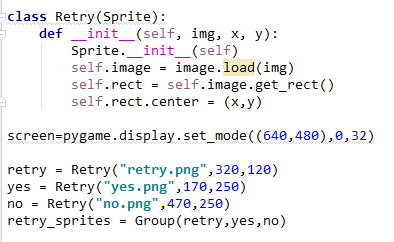 class Retry(Sprite):
    def __init__(self, img, x, y):
        Sprite.__init__(self)
        self.image = image.load(img)
        self.rect = self.image.get_rect()
        self.rect.center = (x,y)

screen=pygame.display.set_mode((640,480),0,32)

retry = Retry("retry.png",320,120)
yes = Retry("yes.png",170,250)
no = Retry("no.png",470,250)
retry_sprites = Group(retry,yes,no)